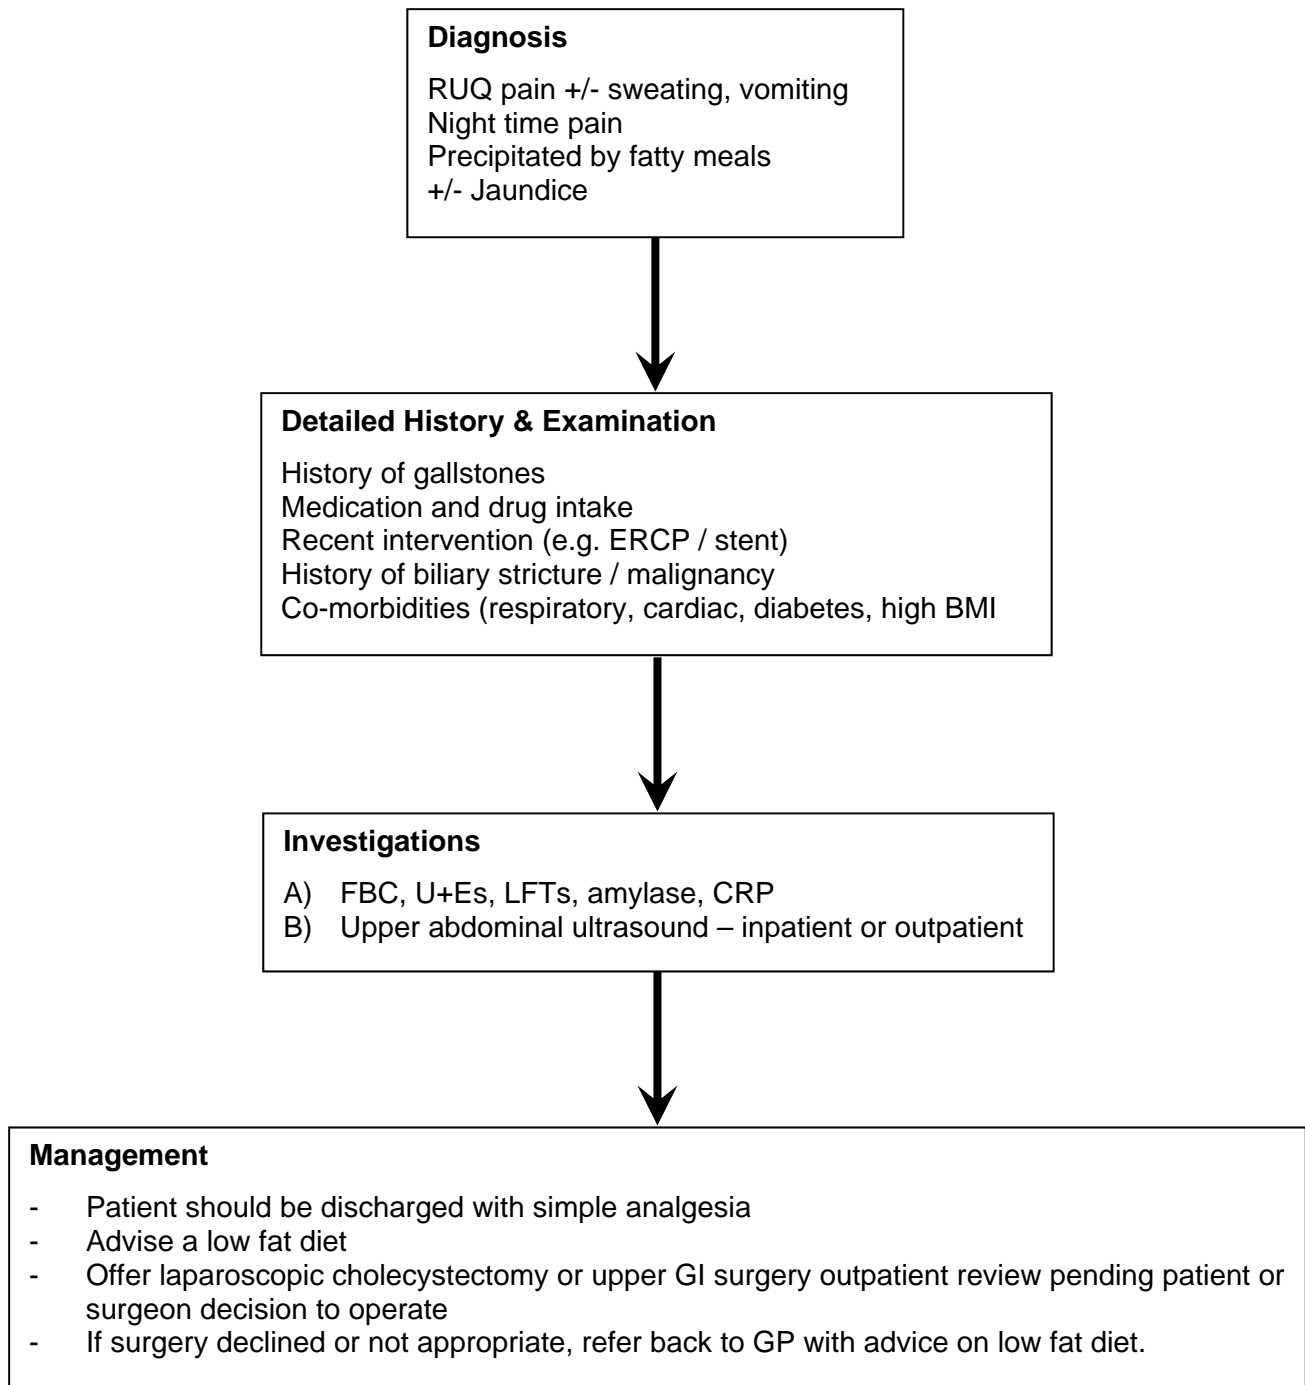 Diagnosis
RUQ pain +/- sweating, vomiting
Night time pain
Precipitated by fatty meals
+/- Jaundice
Detailed History & Examination
History of gallstones
Medication and drug intake
Recent intervention (e.g. ERCP / stent)
History of biliary stricture / malignancy
Co-morbidities (respiratory, cardiac, diabetes, high BMI
Investigations
A) FBC, U+Es, LFTs, amylase, CRP
B) Upper abdominal ultrasound – inpatient or outpatient
Management
- Patient should be discharged with simple analgesia
- Advise a low fat diet
- Offer laparoscopic cholecystectomy or upper GI surgery outpatient review pending patient or
surgeon decision to operate
- If surgery declined or not appropriate, refer back to GP with advice on low fat diet.